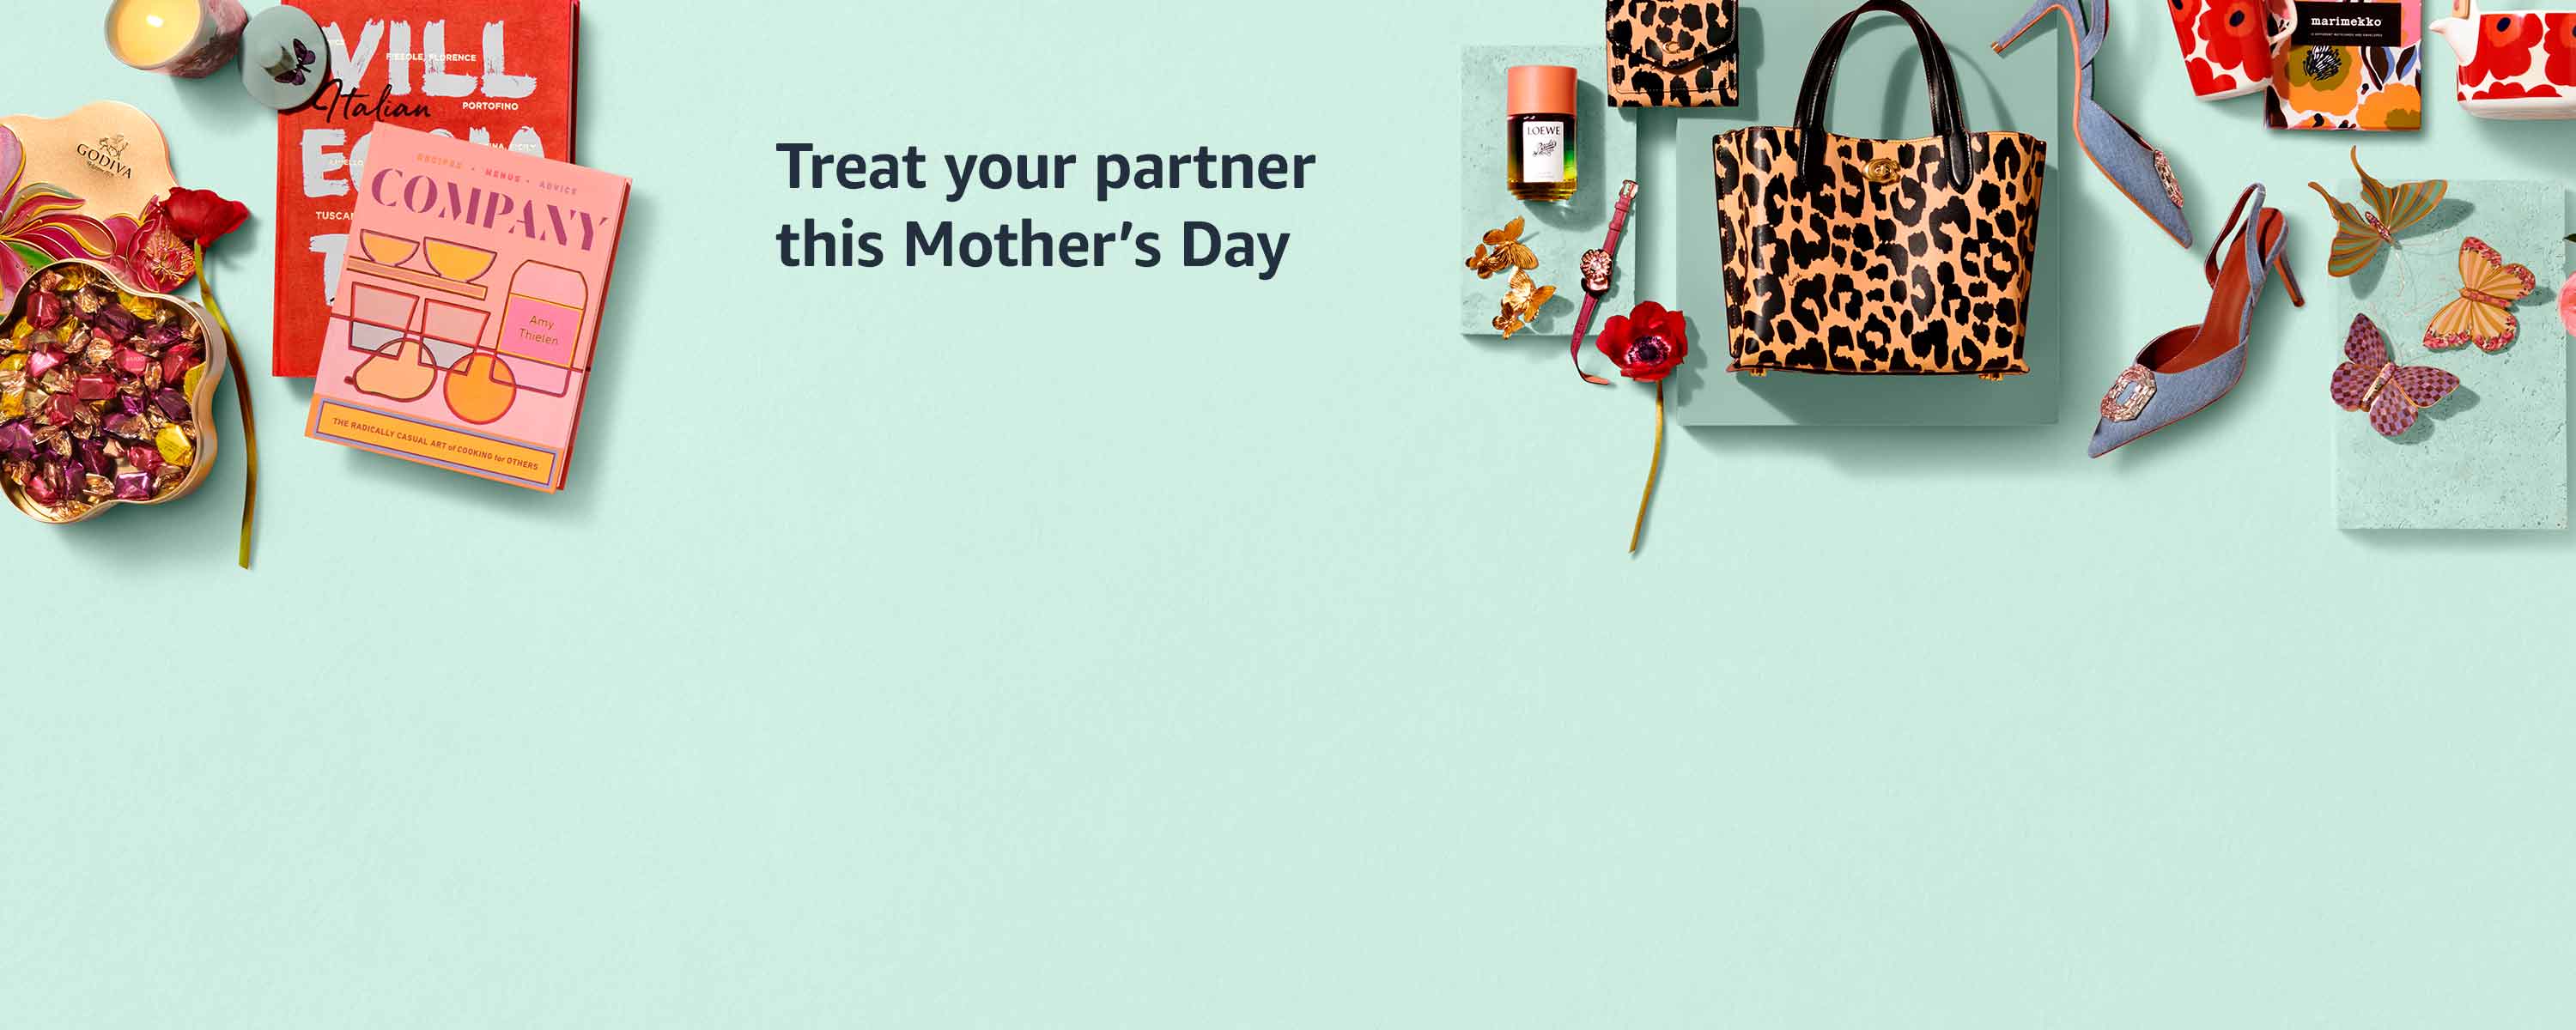 GODIVA
VILL
FIESOLE, FLORENCE
Italian
PORTOFINO
TUSCA
RECIPES • MENUS • ADVICE
COMPANY
Amy
Thielen
THE RADICALLY CASUAL ART of COOKING for OTHERS
Treat your partner
this Mother’s Day
LOEWE
marimekko